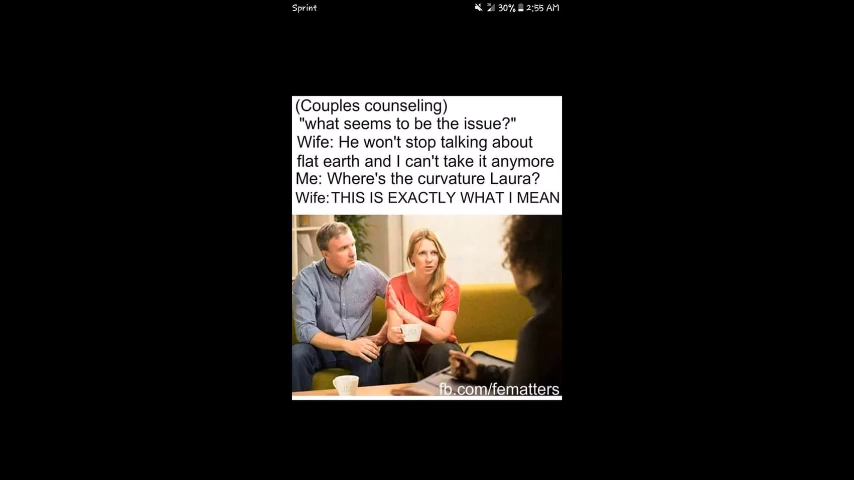 Sprint
30% 2:55 AM
(Couples counseling)
"what seems to be the issue?"
Wife: He won't stop talking about
flat earth and I can't take it anymore
Me: Where's the curvature Laura?
Wife:THIS IS EXACTLY WHAT I MEAN
fb.com/fematters